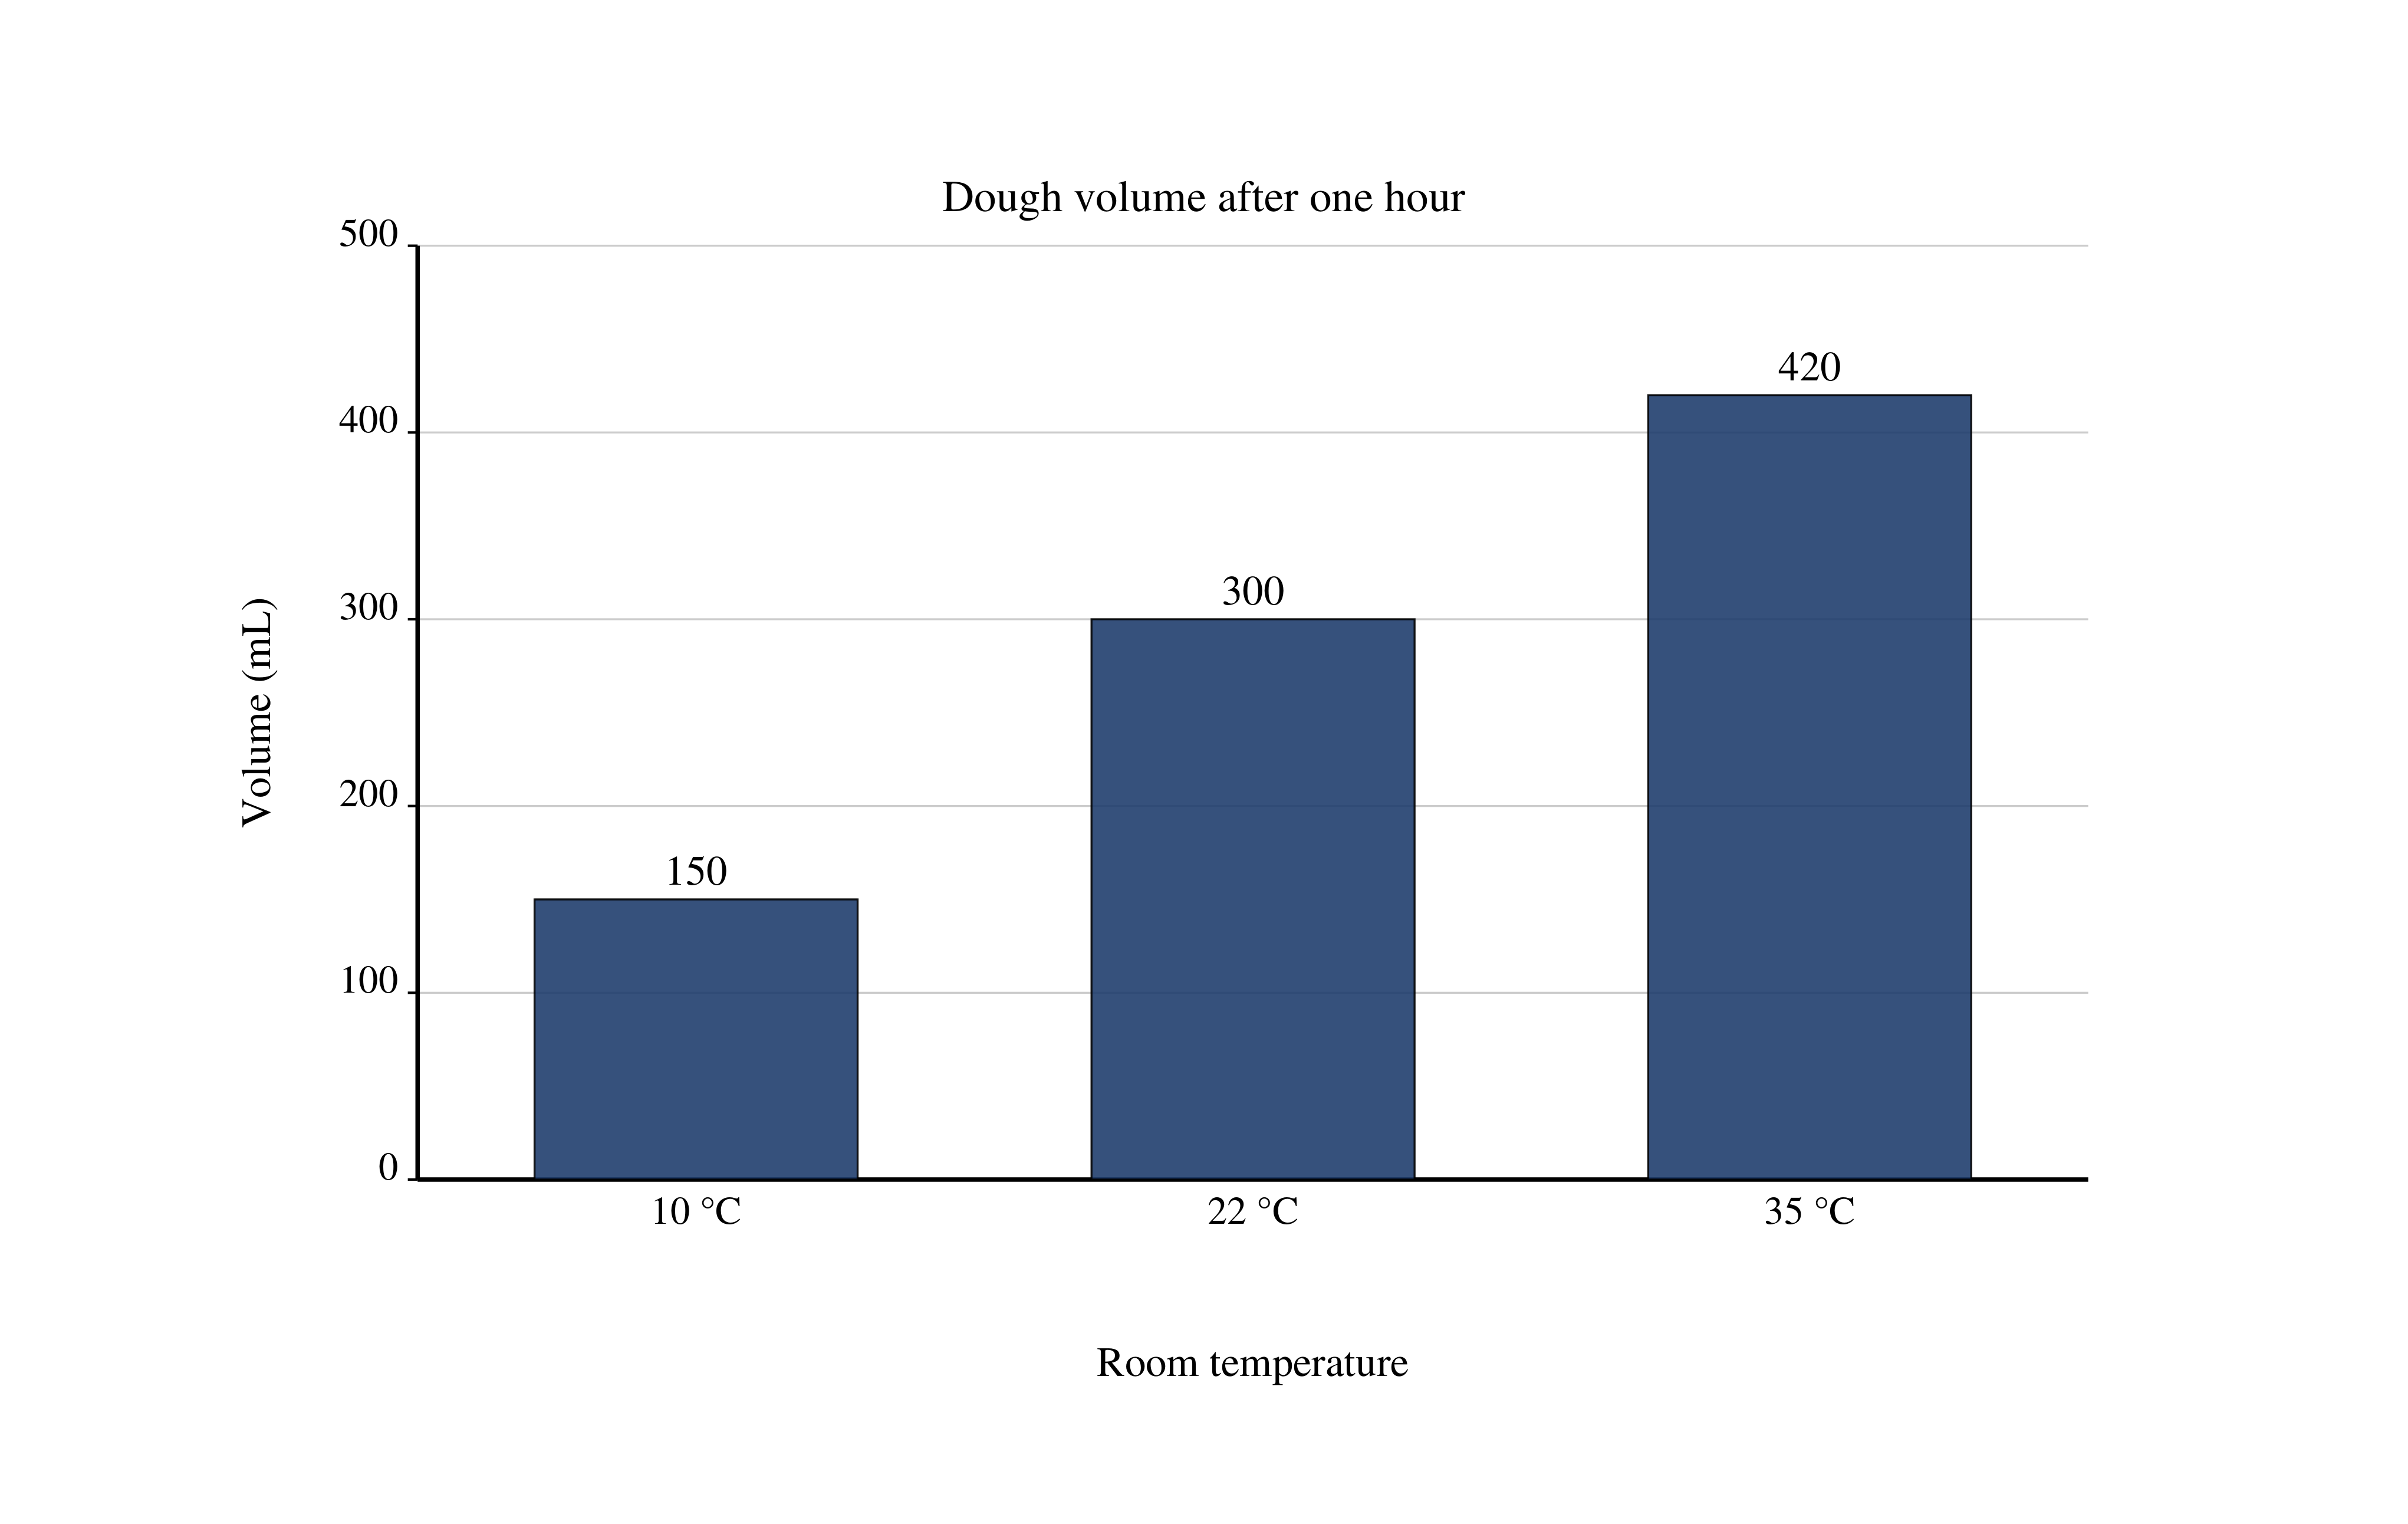 Dough volume after one hour
500
400
300
200
100
0
Volume (mL)
150
300
420
10 °C
22 °C
35 °C
Room temperature